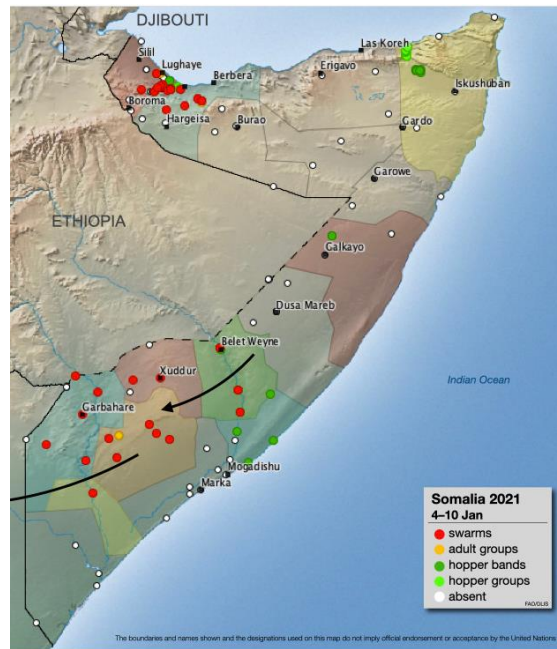 DJIBOUTI
Silil
Lughaye
Las Koreh
Berbera
Erigavo
Iskushuban
Boroma
Hargeisa
Burao
Gardo
Garowe
ETHIOPIA
Galkayo
Dusa Mareb
Belet Weyne
Xuddur
Indian Ocean
Garbahare
Mogadishu
Marka
Somalia 2021
4–10 Jan
swarms
adult groups
hopper bands
hopper groups
absent
FAO/DLIS
The boundaries and names shown and the designations used on this map do not imply official endorsement or acceptance by the United Nations